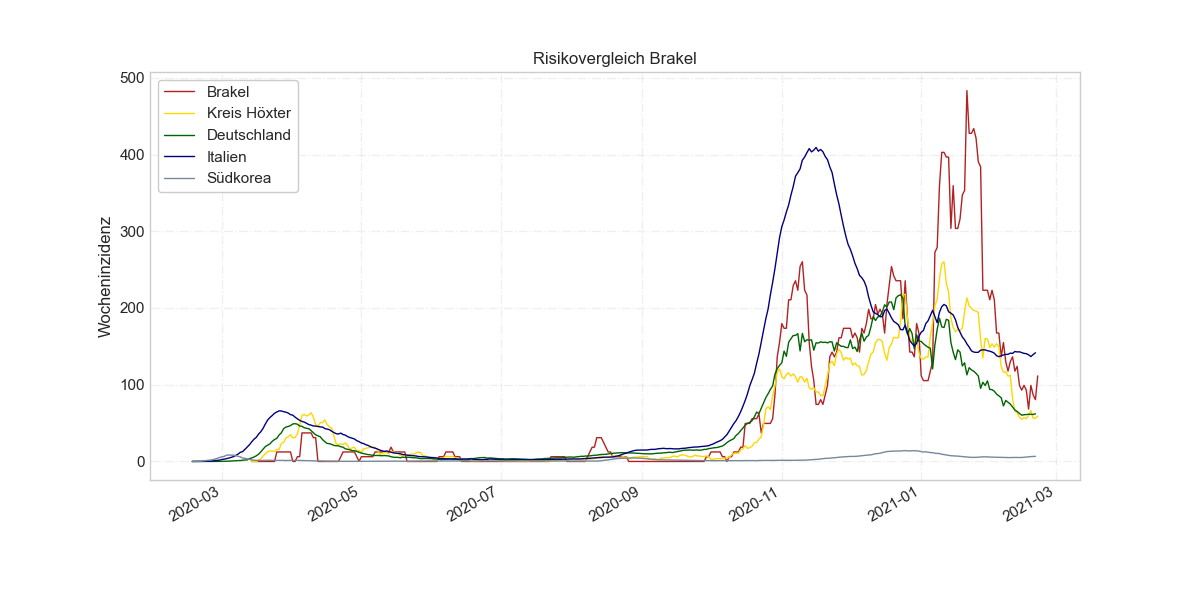 Risikovergleich Brakel
500
400
300
200
100
0
Wocheninzidenz
Brakel
Kreis Höxter
Deutschland
Italien
Südkorea
2020-03
2020-05
2020-07
2020-09
2020-11
2021-01
2021-03